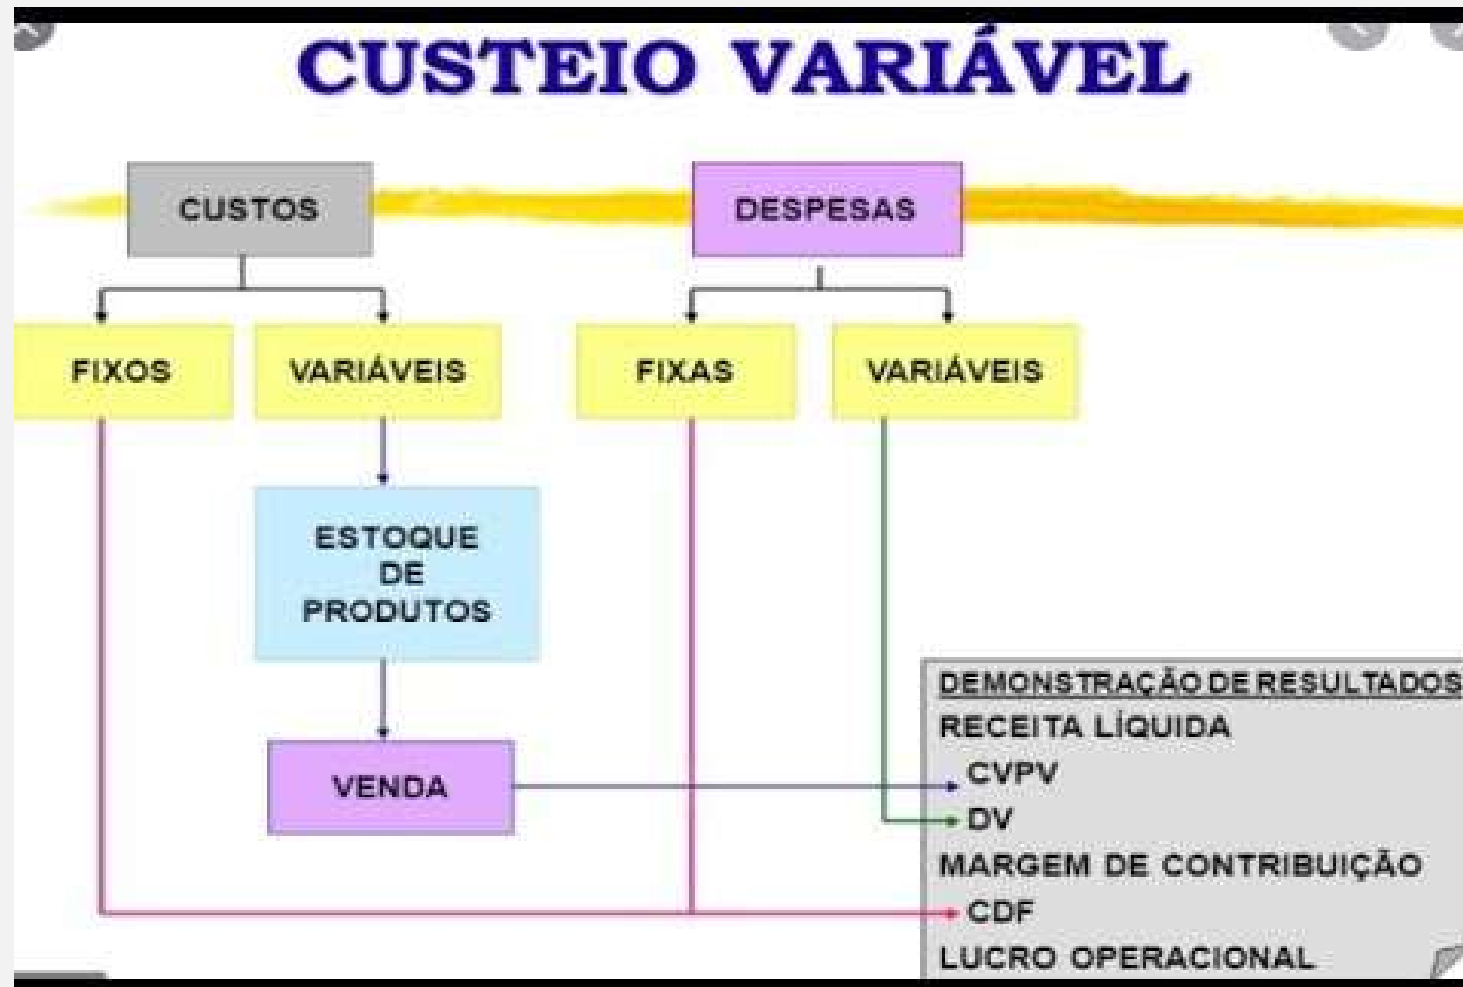 CUSTEIO VARIÁVEL
CUSTOS
DESPESAS
FIXOS
VARIÁVEIS
FIXAS
VARIÁVEIS
ESTOQUE
DE
PRODUTOS
VENDA
DEMONSTRAÇÃO DE RESULTADOS
RECEITA LÍQUIDA
CVPV
DV
MARGEM DE CONTRIBUIÇÃO
CDF
LUCRO OPERACIONAL